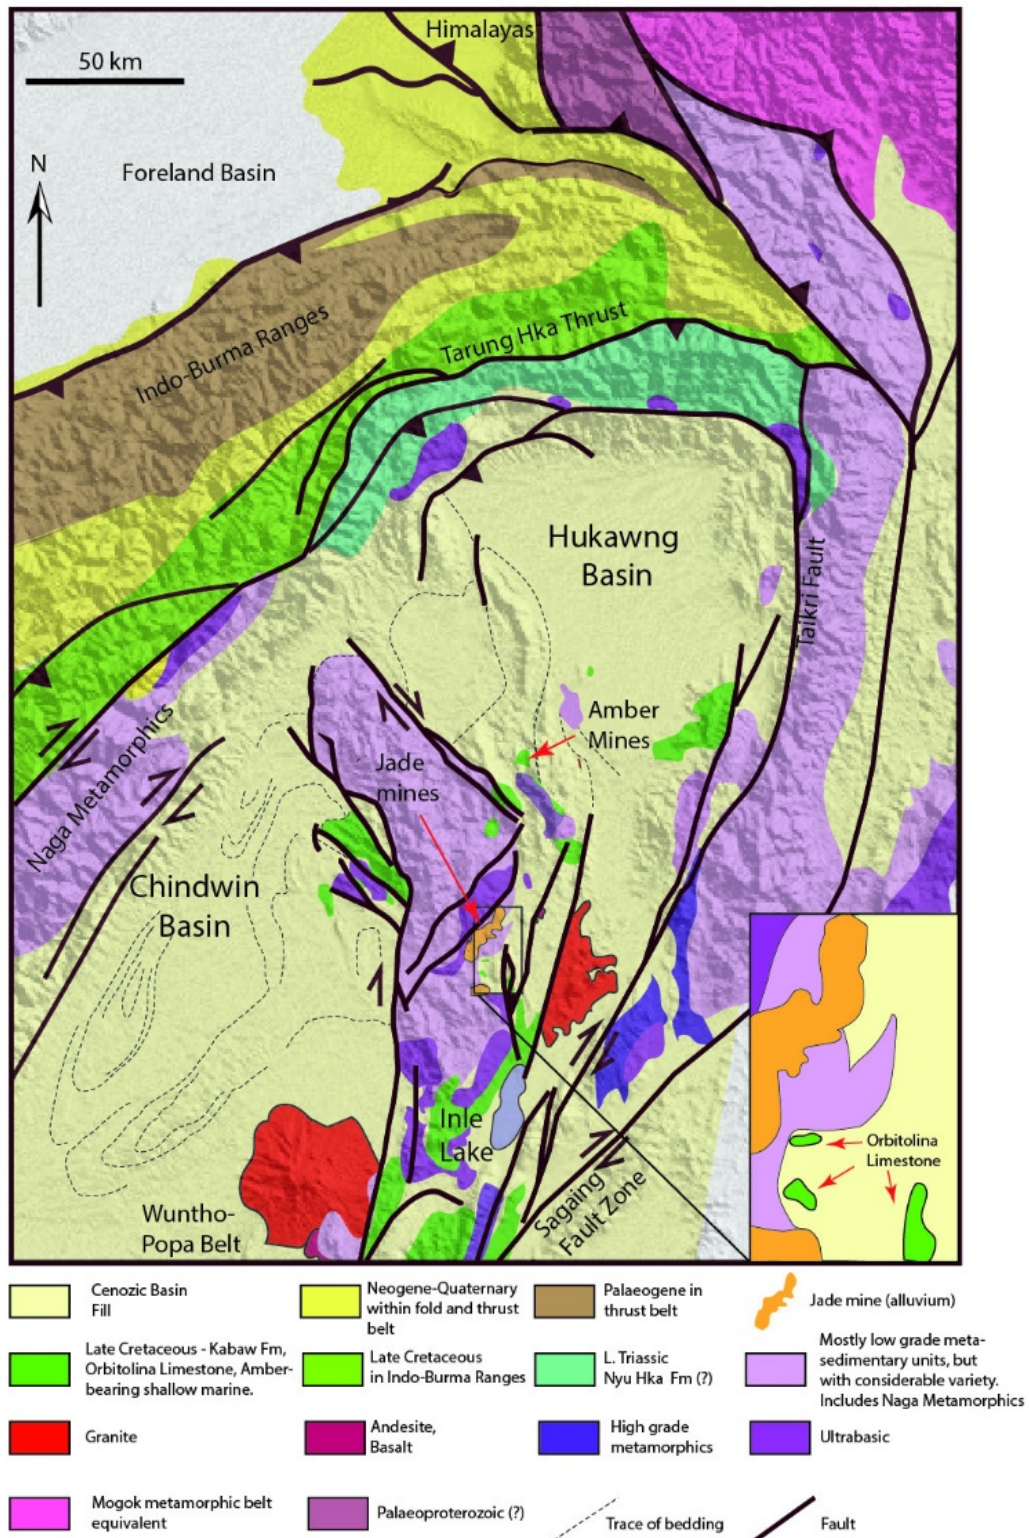 Himalayas
50 km
N
Foreland Basin
Indo-Burma Ranges
Tarung Hka Thrust
Hukawng
Basin
Taikri Fault
Amber
Mines
Jade
mines
Naga Metamorphics
Chindwin
Basin
Orbitolina
Limestone
Inle
Lake
Sagaing
Fault Zone
Wuntho-
Popa Belt
Cenozic Basin
Fill
Neogene-Quaternary
within fold and thrust
belt
Palaeogene in
thrust belt
Jade mine (alluvium)
Late Cretaceous - Kabaw Fm,
Orbitolina Limestone, Amber-
bearing shallow marine.
Late Cretaceous
in Indo-Burma Ranges
L. Triassic
Nyu Hka Fm (?)
Mostly low grade meta-
sedimentary units, but
with considerable variety.
Includes Naga Metamorphics
Granite
Andesite,
Basalt
High grade
metamorphics
Ultrabasic
Mogok metamorphic belt
equivalent
Palaeoproterozoic (?)
Trace of bedding
Fault